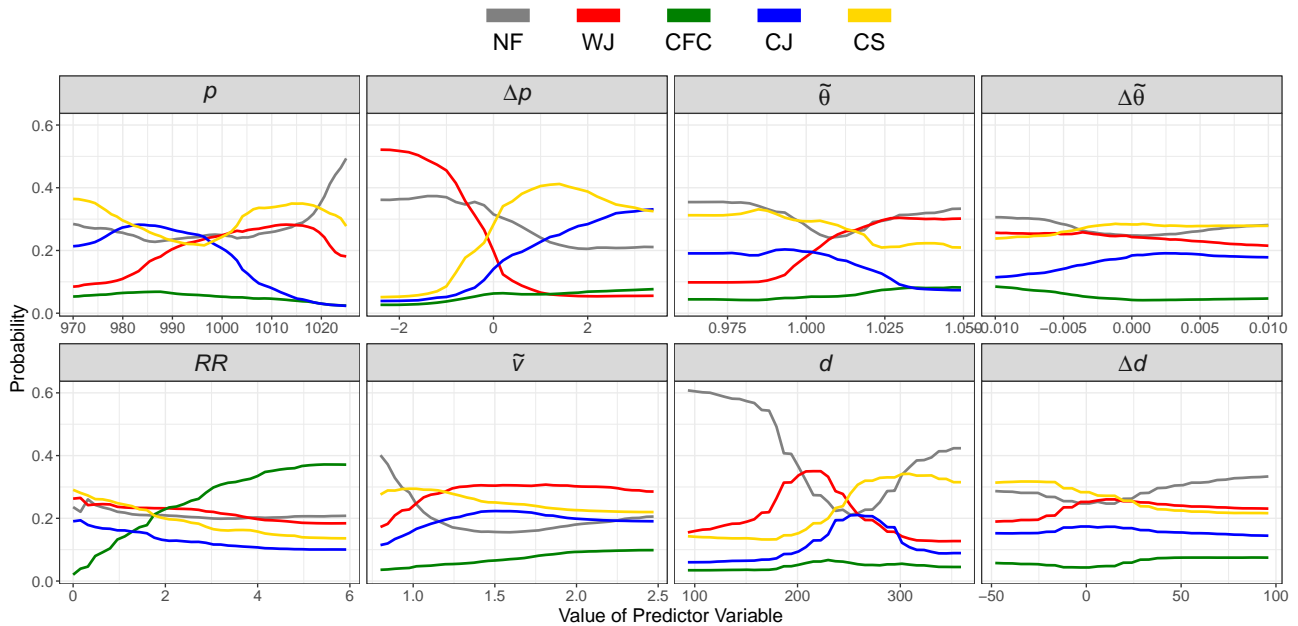 NF WJ CFC CJ CS
p Δp θ̃ Δθ̃
0.6
0.4
0.2
0.0
970 980 990 1000 1010 1020 −2 0 2 0.975 1.000 1.025 1.050 −0.010 −0.005 0.000 0.005 0.010
Probability
RR ṽ d Δd
0.6
0.4
0.2
0.0
0 2 4 6 1.0 1.5 2.0 2.5 100 200 300 −50 0 50 100
Value of Predictor Variable